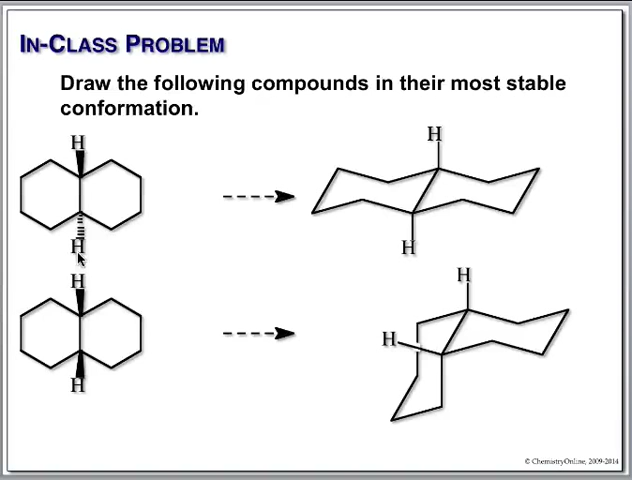 IN-CLASS PROBLEM
Draw the following compounds in their most stable
conformation.
H
H
H
H
H
H
H
H
© ChemistryOnline, 2009-2014